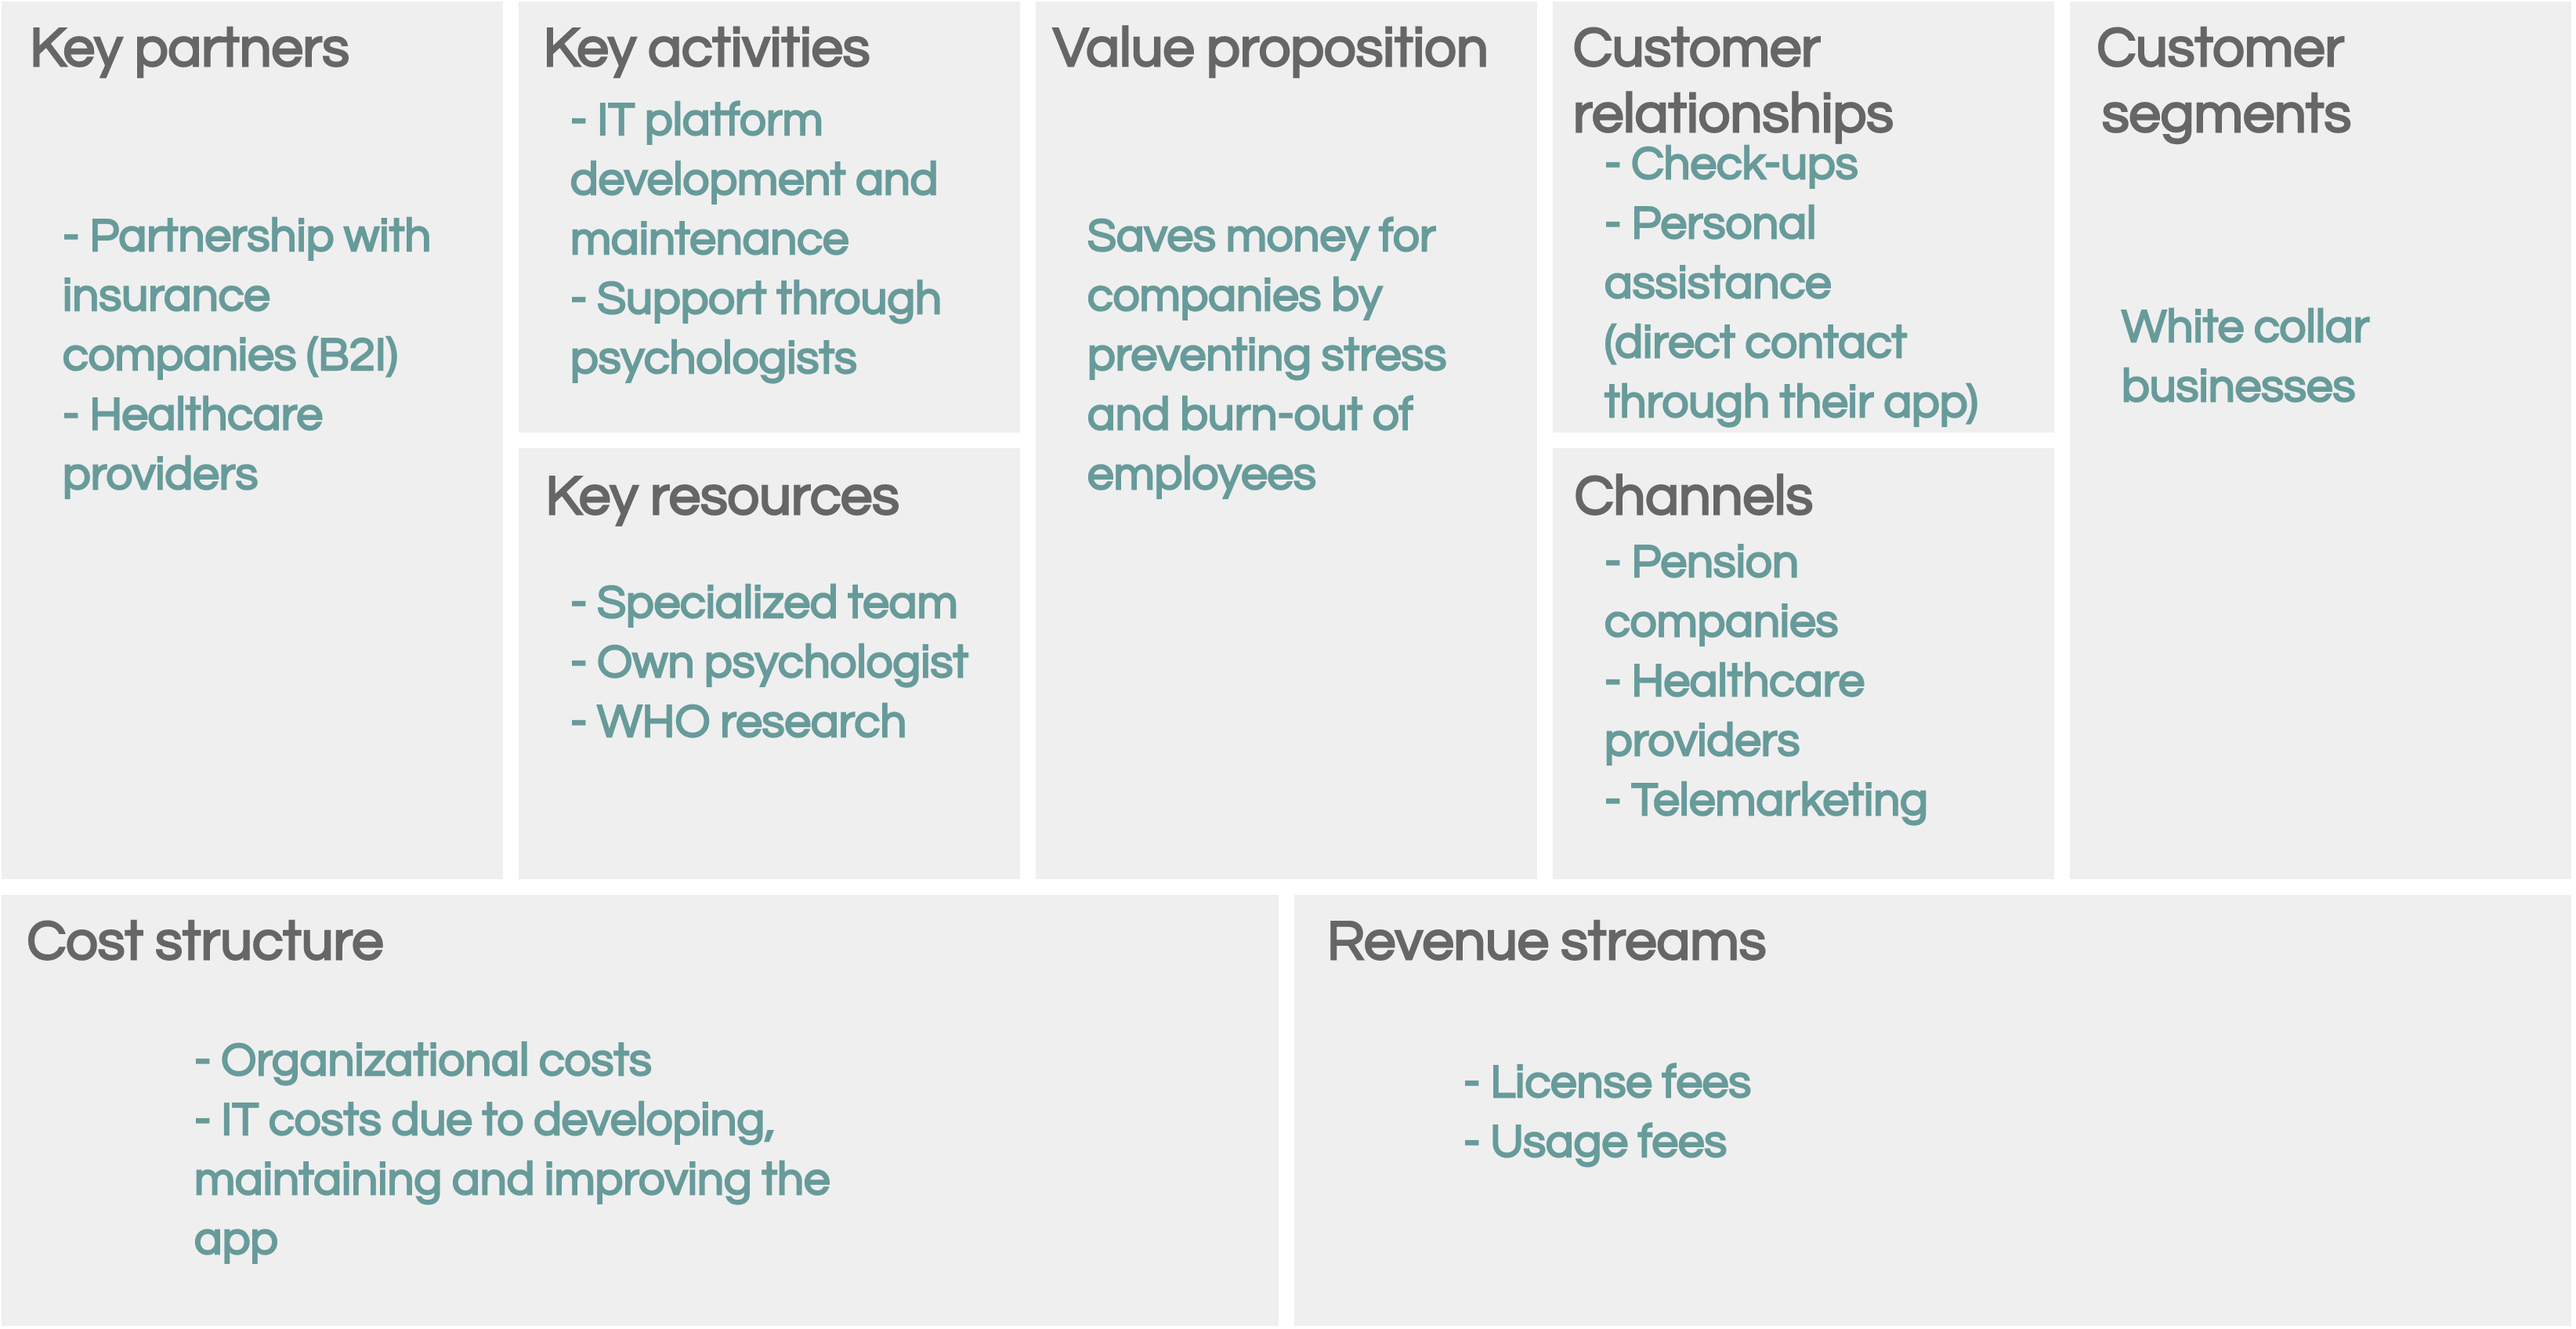 Key partners
- Partnership with
insurance
companies (B2I)
- Healthcare
providers
Key activities
- IT platform
development and
maintenance
- Support through
psychologists
Key resources
- Specialized team
- Own psychologist
- WHO research
Value proposition
Saves money for
companies by
preventing stress
and burn-out of
employees
Customer
relationships
- Check-ups
- Personal
assistance
(direct contact
through their app)
Channels
- Pension
companies
- Healthcare
providers
- Telemarketing
Customer
segments
White collar
businesses
Cost structure
- Organizational costs
- IT costs due to developing,
maintaining and improving the
app
Revenue streams
- License fees
- Usage fees